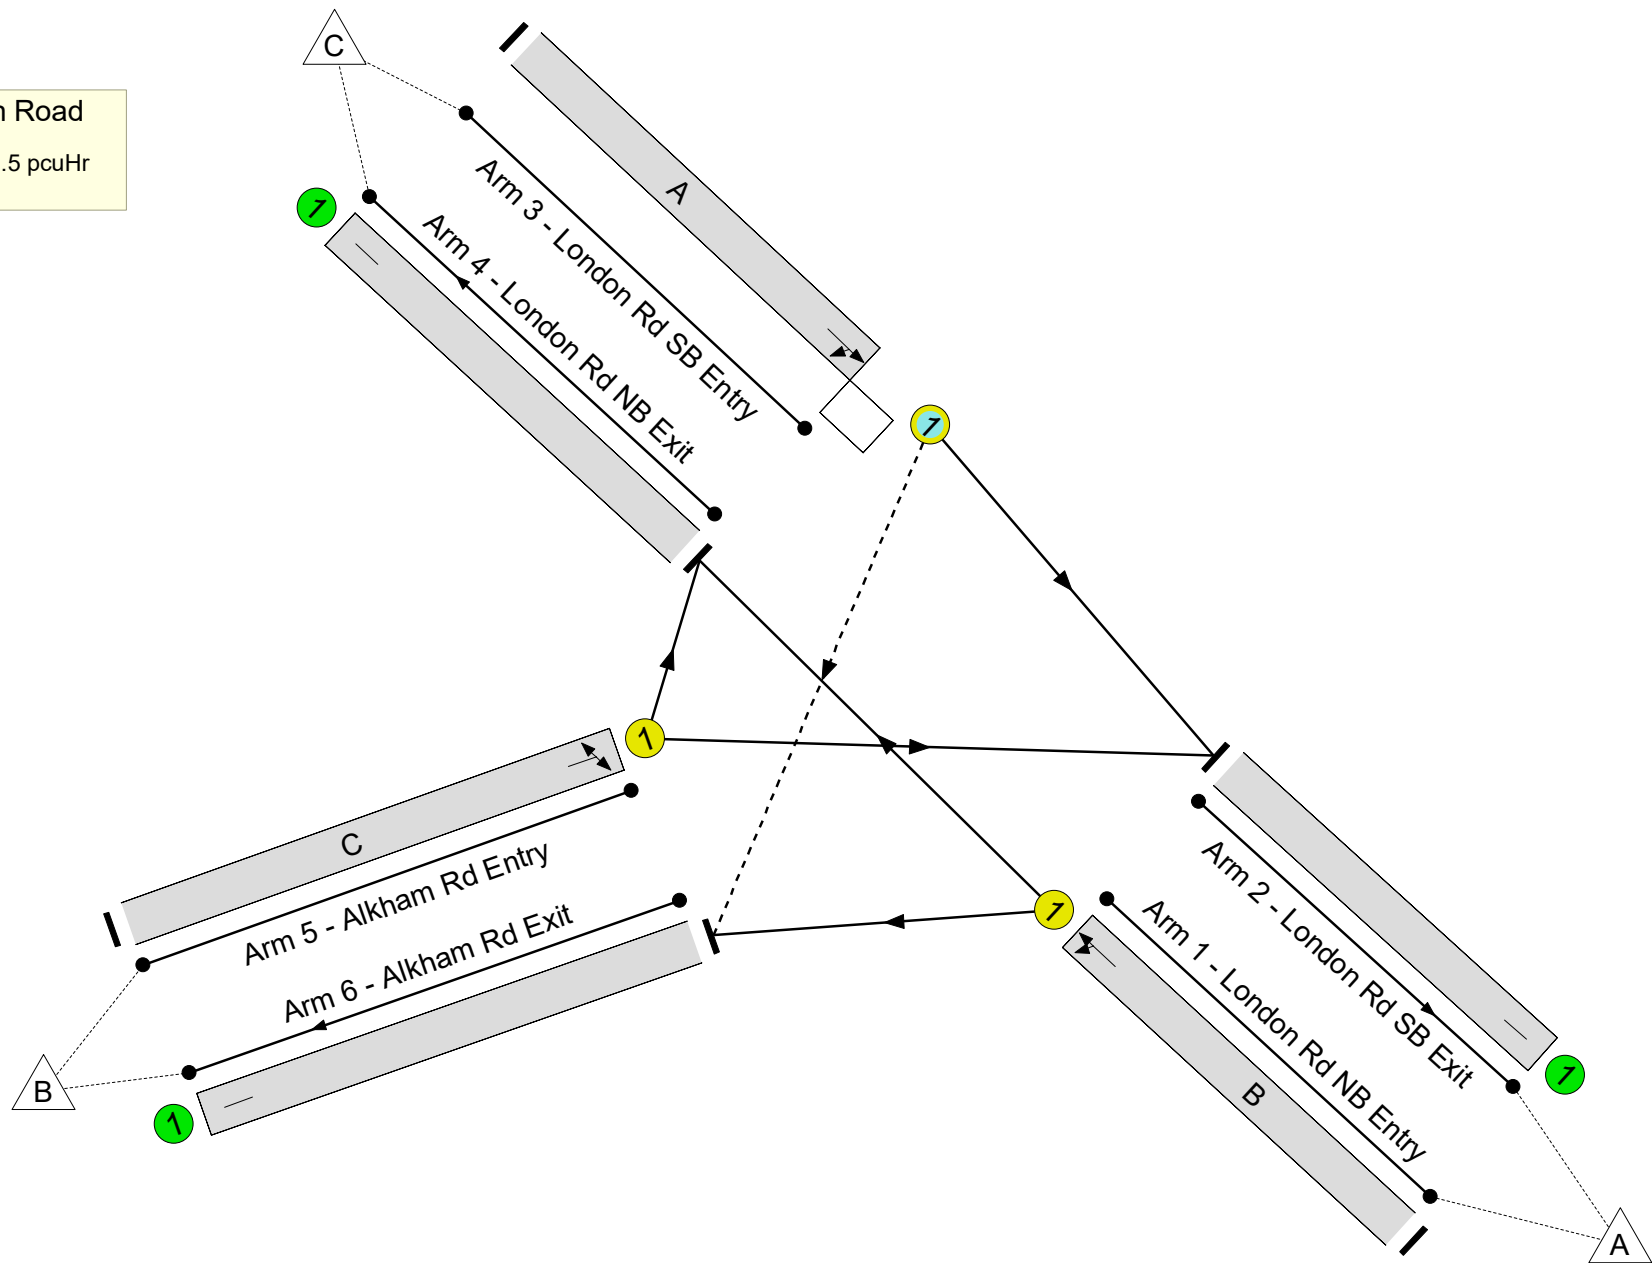 C
Road
.5 pcuHr
A
Arm 3 - London Rd SB Entry
1
Arm 4 - London Rd NB Exit
1
1
C
Arm 5 - Alkham Rd Entry
1
Arm 6 - Alkham Rd Exit
Arm 1 - London Rd NB Entry
Arm 2 - London Rd SB Exit
B
1
B
1
A